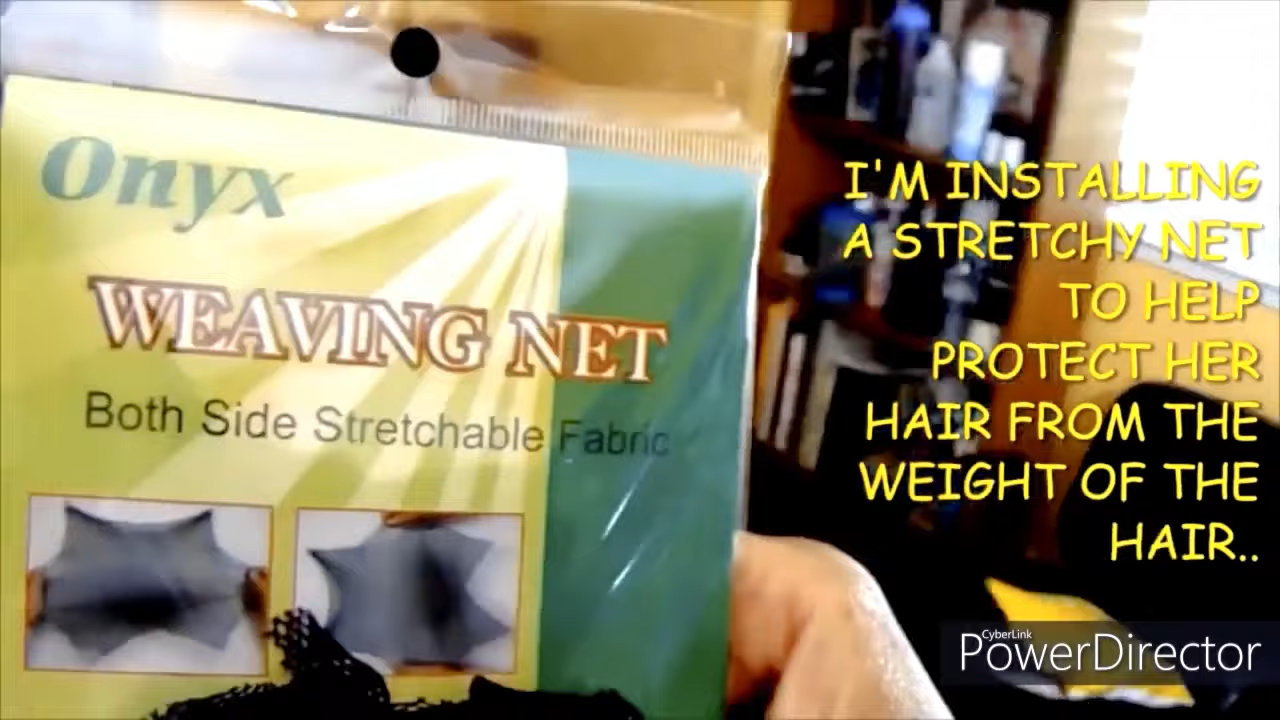 Onyx
WEAVING NET
Both Side Stretchable Fabric
I'M INSTALLING
A STRETCHY NET
TO HELP
PROTECT HER
HAIR FROM THE
WEIGHT OF THE
HAIR..
CyberLink
PowerDirector